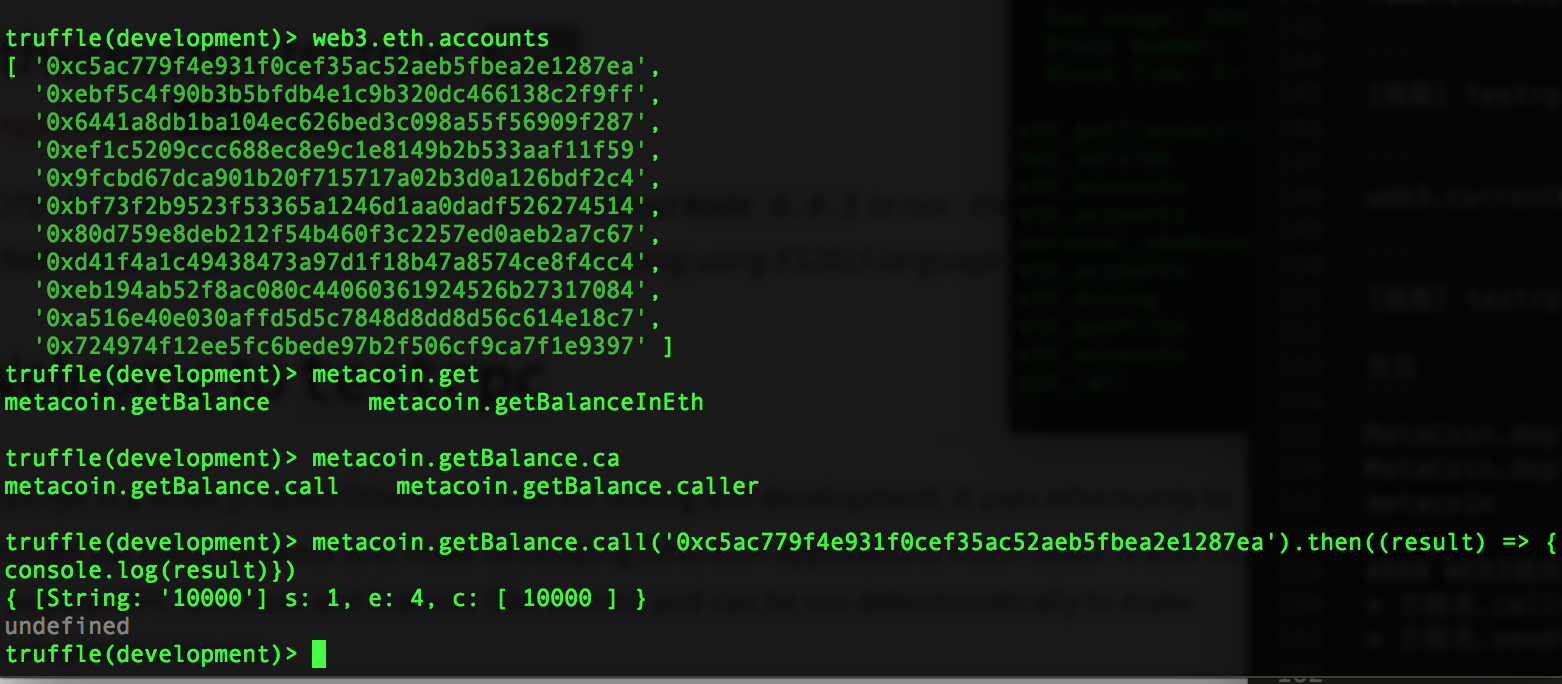 truffle(development)> web3.eth.accounts
[ '0xc5ac779f4e931f0cef35ac52aeb5fbea2e1287ea',
'0xebf5c4f90b3b5bfdb4e1c9b320dc466138c2f9ff',
'0x6441a8db1ba104ec626bed3c098a55f56909f287',
'0xef1c5209ccc688ec8e9c1e8149b2b533aaf11f59',
'0x9fcbd67dca901b20f715717a02b3d0a126bdf2c4',
'0xbf73f2b9523f53365a1246d1aa0dadf526274514',
'0x80d759e8deb212f54b460f3c2257ed0aeb2a7c67',
'0xd41f4a1c49438473a97d1f18b47a8574ce8f4cc4',
'0xeb194ab52f8ac080c44060361924526b27317084',
'0xa516e40e030affd5d5c7848d8dd8d56c614e18c7',
'0x724974f12ee5fc6bede97b2f506cf9ca7f1e9397' ]
truffle(development)> metacoin.get
metacoin.getBalance metacoin.getBalanceInEth
truffle(development)> metacoin.getBalance.ca
metacoin.getBalance.call metacoin.getBalance.caller
truffle(development)> metacoin.getBalance.call('0xc5ac779f4e931f0cef35ac52aeb5fbea2e1287ea').then((result) => {
console.log(result)})
{ [String: '10000'] s: 1, e: 4, c: [ 10000 ] }
undefined
truffle(development)>